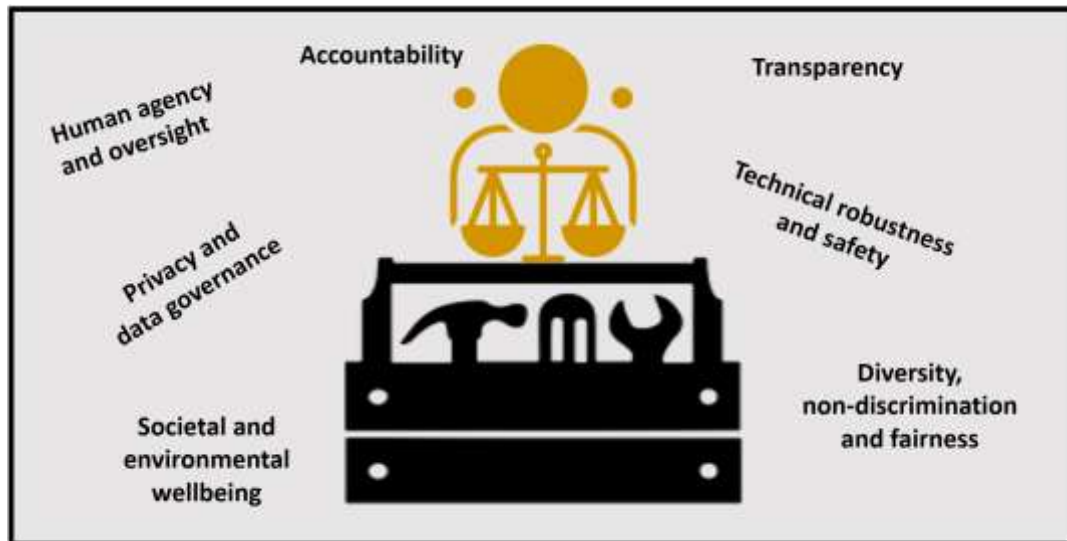 Accountability
Transparency
Human agency
and oversight
Technical robustness
and safety
Privacy and
data governance
Diversity,
non-discrimination
and fairness
Societal and
environmental
wellbeing